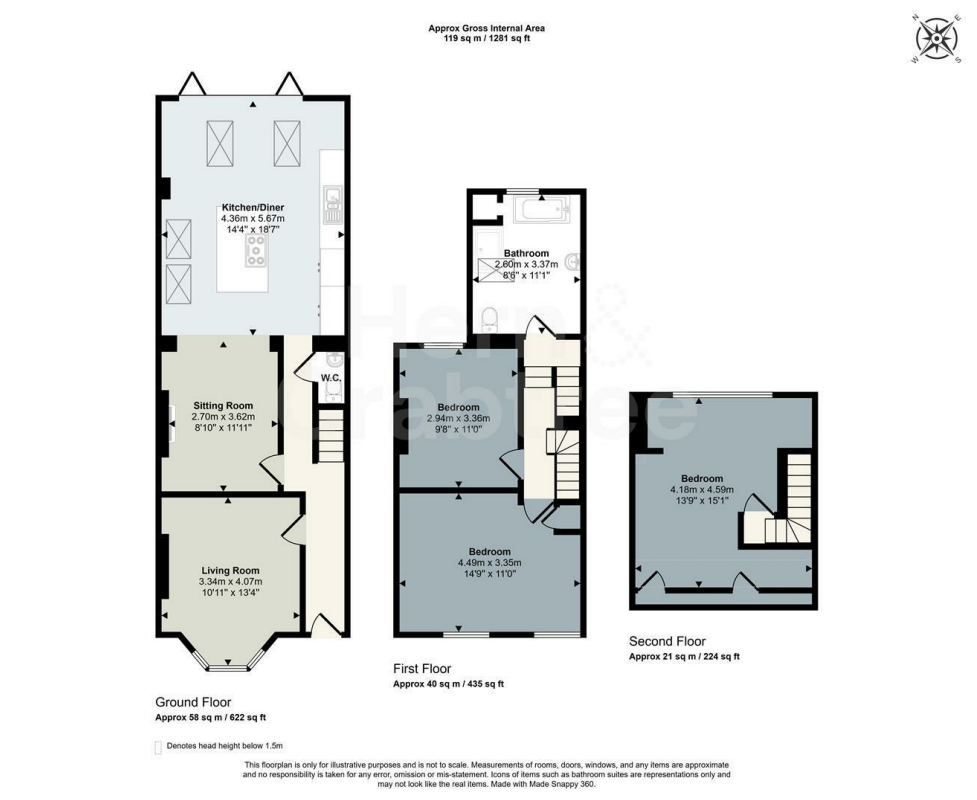 Approx Gross Internal Area
119 sq m / 1281 sq ft
N
E
S
W
Kitchen/Diner
4.36m x 5.67m
14'4" x 18'7"
Sitting Room
2.70m x 3.62m
8'10" x 11'11"
W.C.
Living Room
3.34m x 4.07m
10'11" x 13'4"
Ground Floor
Approx 58 sq m / 622 sq ft
Bathroom
2.60m x 3.37m
8'6" x 11'1"
Bedroom
2.94m x 3.36m
9'8" x 11'0"
Bedroom
4.49m x 3.35m
14'9" x 11'0"
First Floor
Approx 40 sq m / 435 sq ft
Bedroom
4.18m x 4.59m
13'9" x 15'1"
Second Floor
Approx 21 sq m / 224 sq ft
Hern &
Crabtree
Denotes head height below 1.5m
This floorplan is only for illustrative purposes and is not to scale. Measurements of rooms, doors, windows, and any items are approximate
and no responsibility is taken for any error, omission or mis-statement. Icons of items such as bathroom suites are representations only and
may not look like the real items. Made with Made Snappy 360.